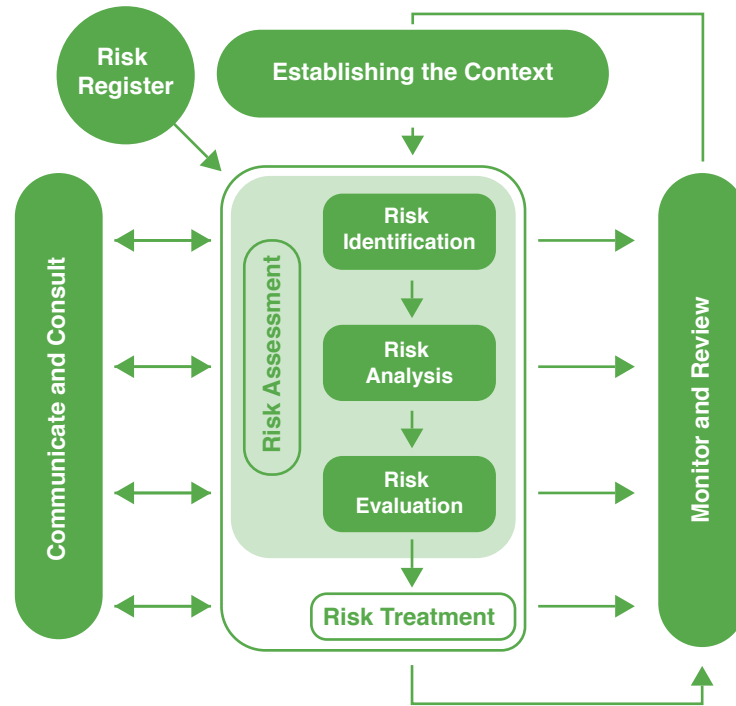 Risk
Register
Establishing the Context
Communicate and Consult
Risk Assessment
Risk
Identification
Risk
Analysis
Risk
Evaluation
Risk Treatment
Monitor and Review